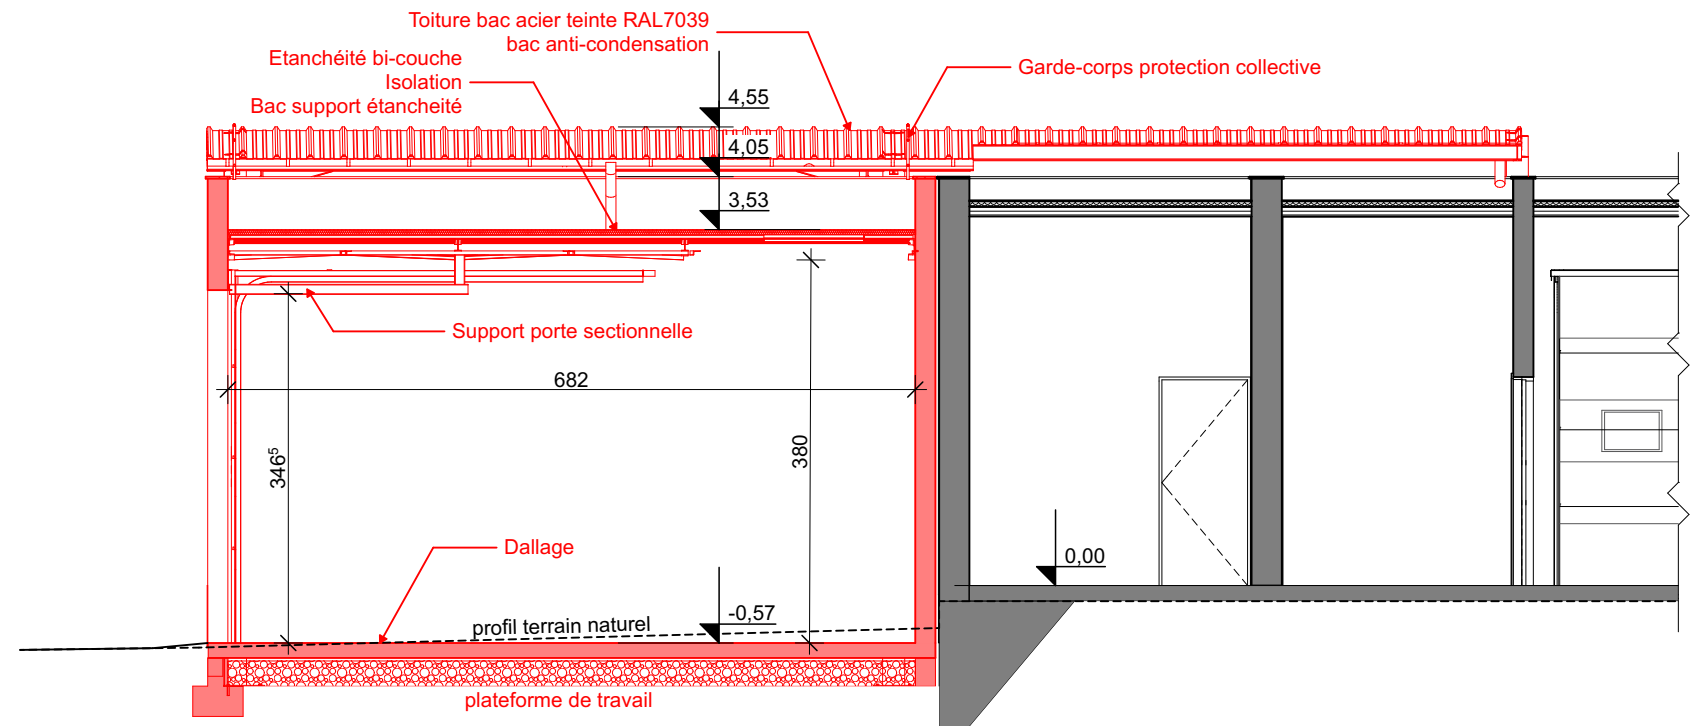 Toiture bac acier teinte RAL7039
bac anti-condensation
Etanchéité bi-couche
Isolation
Bac support étancheité
Garde-corps protection collective
4,55
4,05
3,53
Support porte sectionnelle
682
346⁵
380
Dallage
0,00
-0,57
profil terrain naturel
plateforme de travail